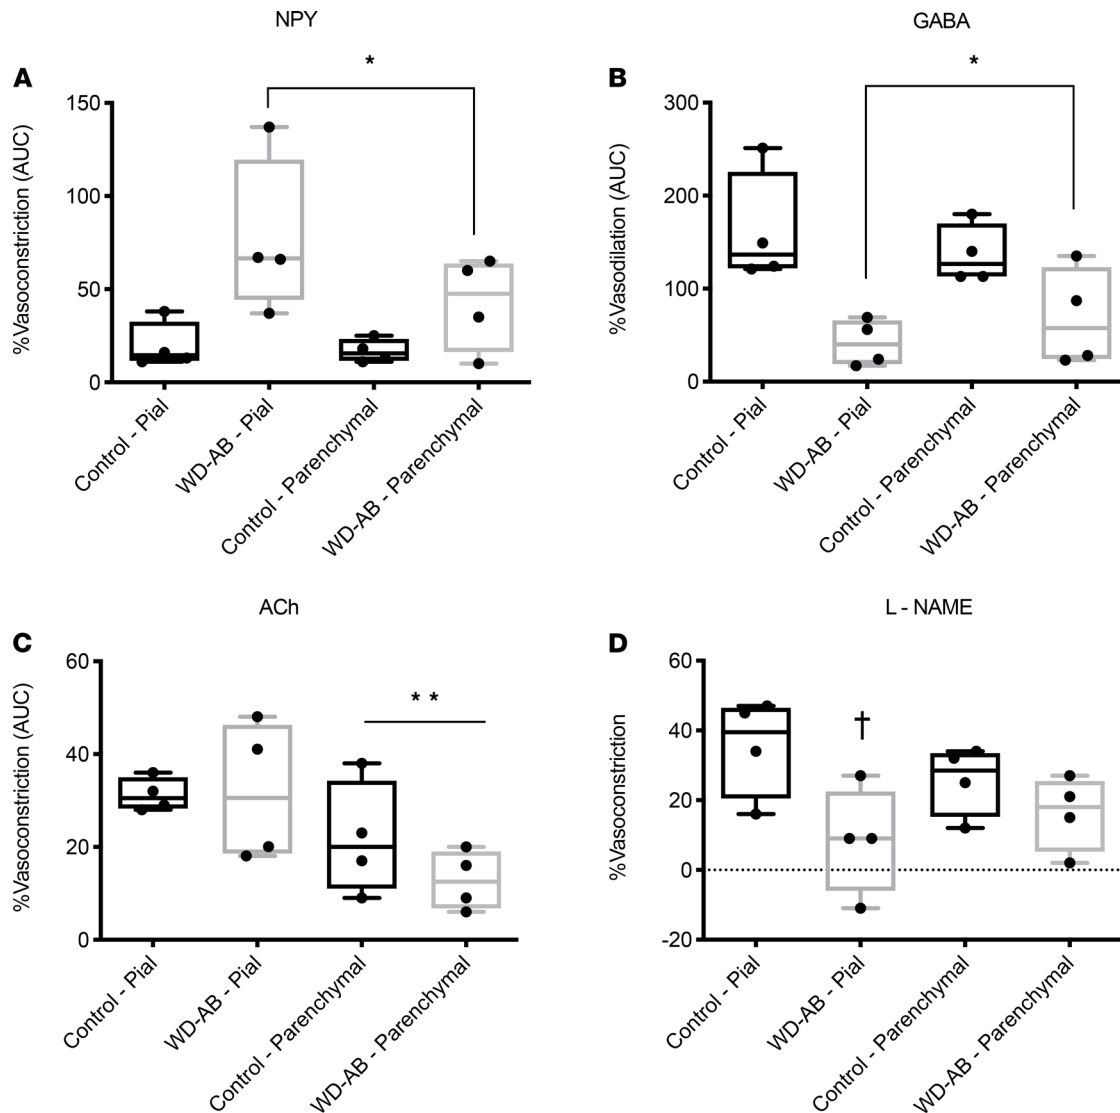 NPY
A
*
%Vasoconstriction (AUC)
150
100
50
0
Control - Pial
WD-AB - Pial
Control - Parenchymal
WD-AB - Parenchymal
GABA
B
*
%Vasodilation (AUC)
300
200
100
0
Control - Pial
WD-AB - Pial
Control - Parenchymal
WD-AB - Parenchymal
ACh
C
* *
%Vasoconstriction (AUC)
60
40
20
0
Control - Pial
WD-AB - Pial
Control - Parenchymal
WD-AB - Parenchymal
L - NAME
D
†
%Vasoconstriction
60
40
20
0
-20
Control - Pial
WD-AB - Pial
Control - Parenchymal
WD-AB - Parenchymal